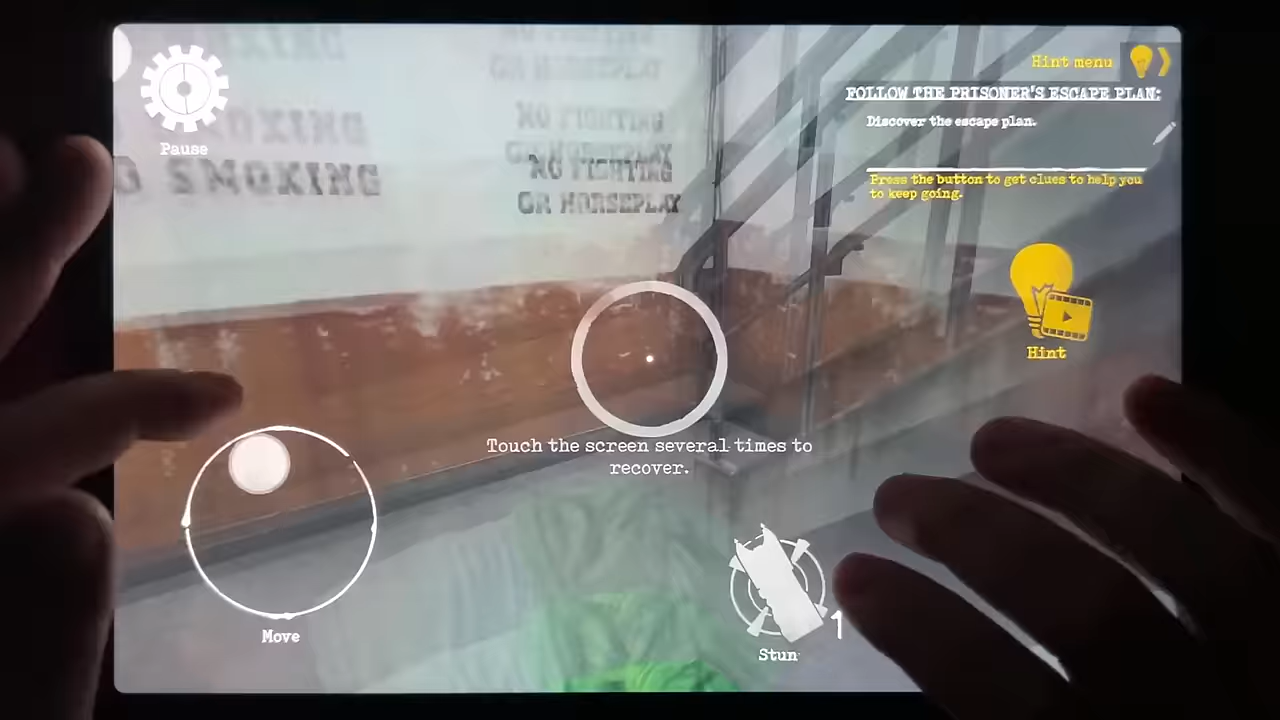 Hint menu
Pause
FOLLOW THE PRISONER'S ESCAPE PLAN:
Discover the escape plan.
Press the button to get clues to help you
to keep going.
SMOKING
NO FIGHTING
OR HORSEPLAY
NO FIGHTING
OR HORSEPLAY
SMOKING
NO FIGHTING
OR HORSEPLAY
Hint
Touch the screen several times to
recover.
Move
Stun
1